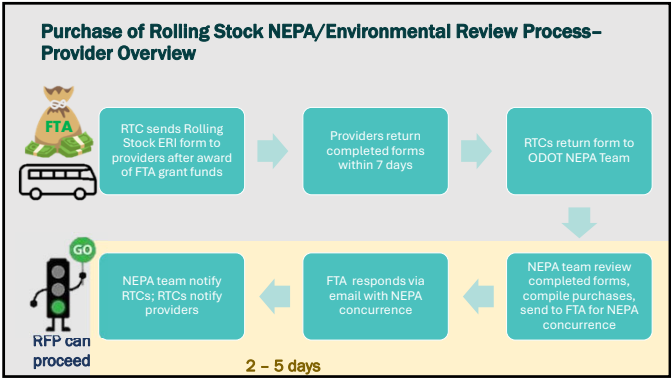 Purchase of Rolling Stock NEPA/Environmental Review Process–
Provider Overview
FTA
RTC sends Rolling
Stock ERI form to
providers after award
of FTA grant funds
Providers return
completed forms
within 7 days
RTCs return form to
ODOT NEPA Team
GO
NEPA team notify
RTCs; RTCs notify
providers
FTA responds via
email with NEPA
concurrence
NEPA team review
completed forms,
compile purchases,
send to FTA for NEPA
concurrence
RFP can
proceed
2 – 5 days